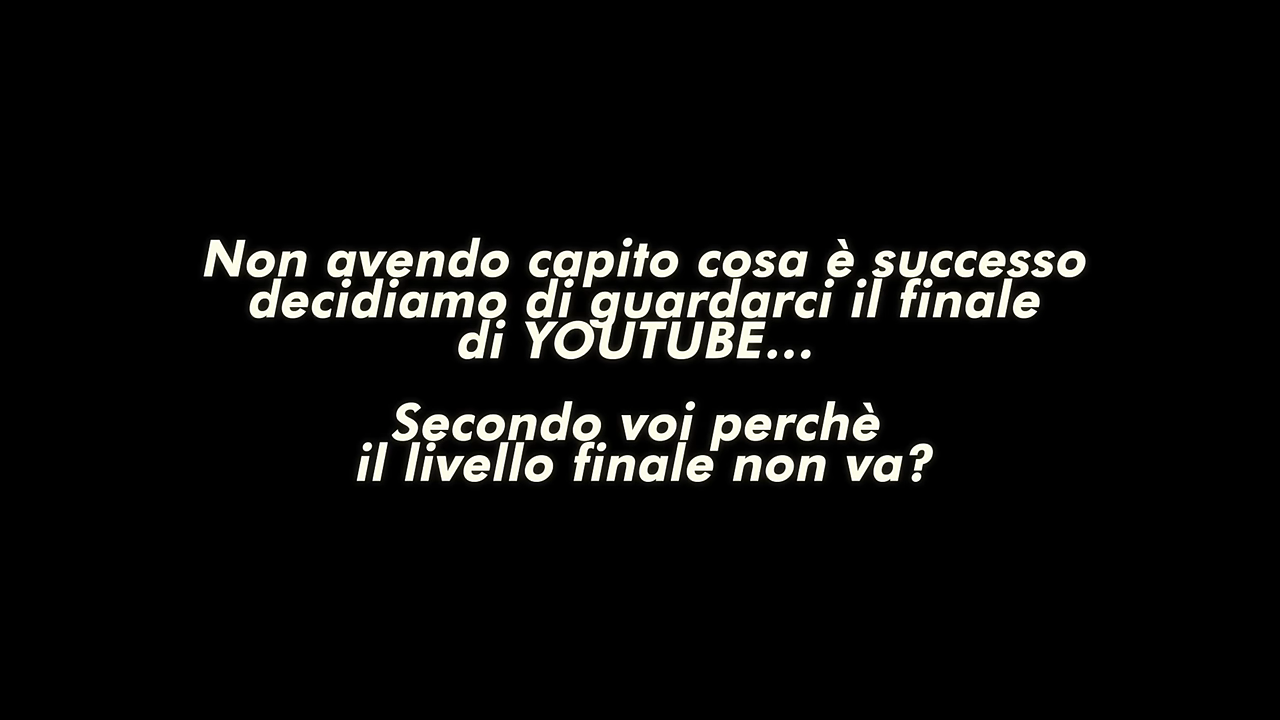 Non avendo capito cosa è successo
decidiamo di guardarci il finale
di YOUTUBE...
Secondo voi perchè
il livello finale non va?